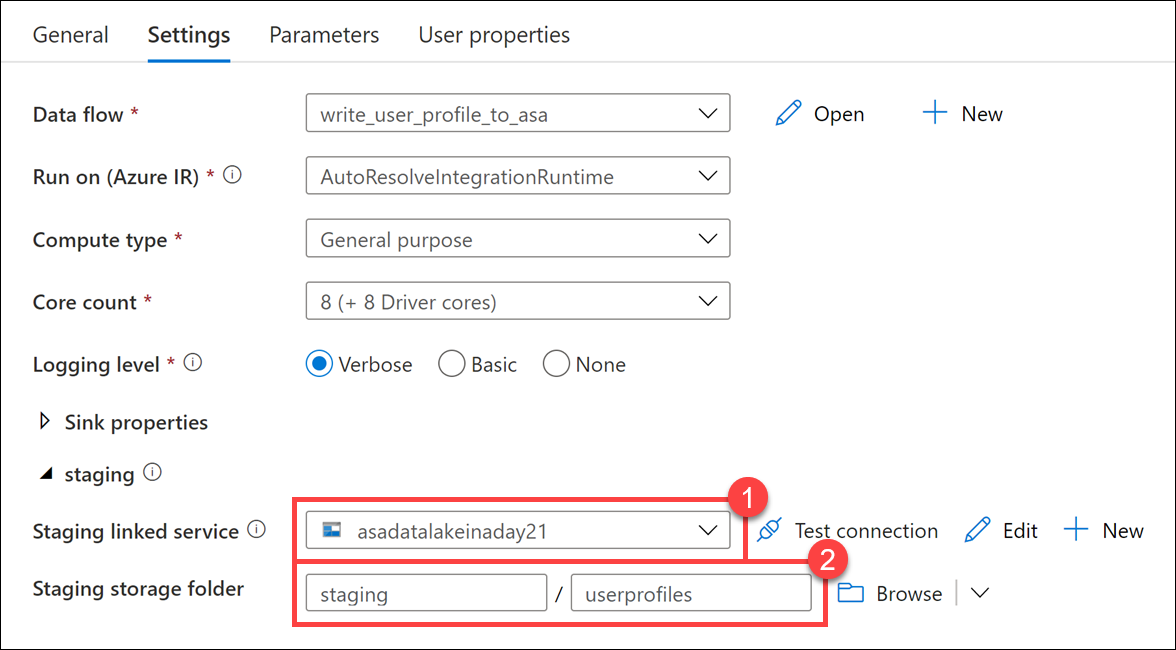 General Settings Parameters User properties
Data flow * write_user_profile_to_asa Open New
Run on (Azure IR) * AutoResolveIntegrationRuntime
Compute type * General purpose
Core count * 8 (+ 8 Driver cores)
Logging level * Verbose Basic None
Sink properties
staging
1
Staging linked service asadatalakeinaday21 Test connection Edit New
2
Staging storage folder staging / userprofiles Browse